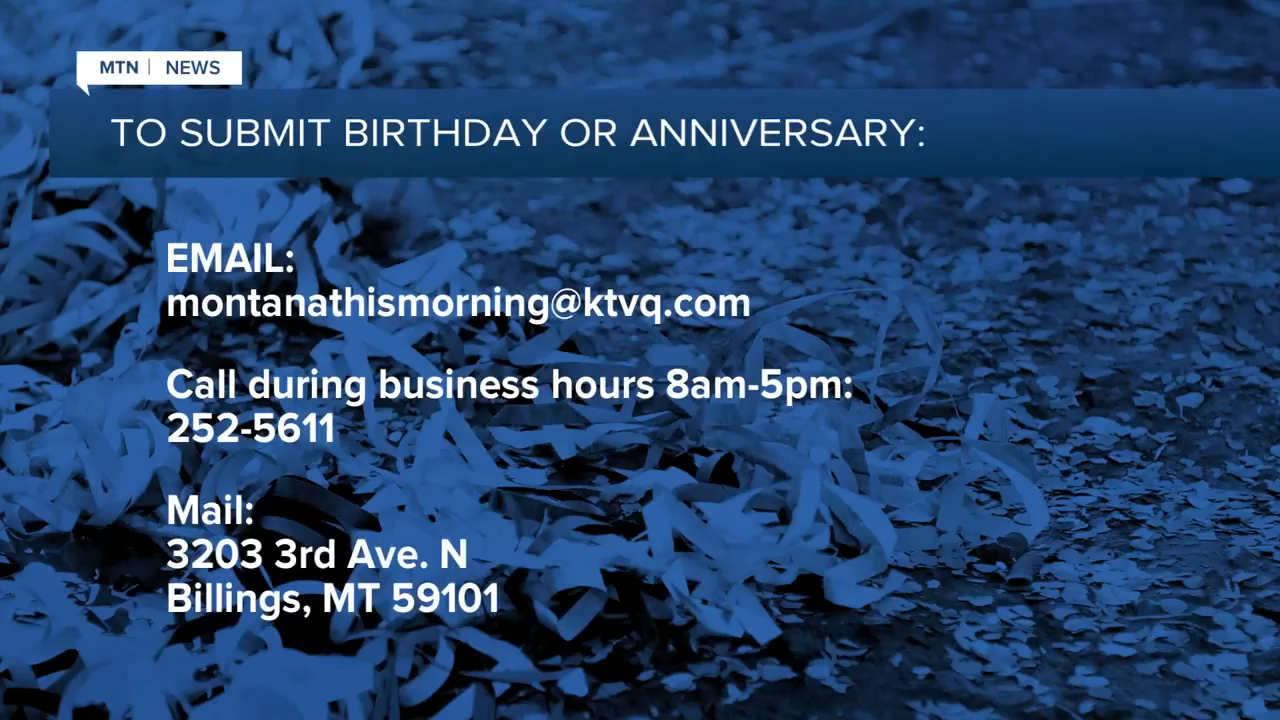 MTN | NEWS
TO SUBMIT BIRTHDAY OR ANNIVERSARY:
EMAIL:
montanathismorning@ktvq.com
Call during business hours 8am-5pm:
252-5611
Mail:
3203 3rd Ave. N
Billings, MT 59101